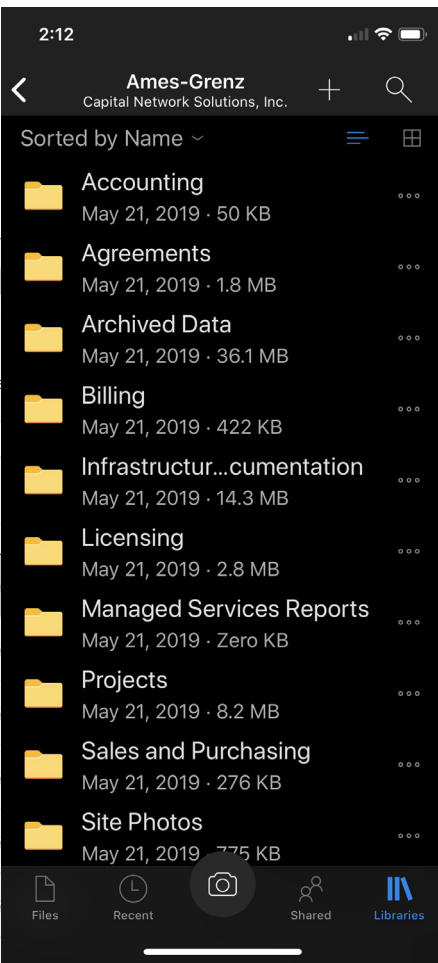 2:12
Ames-Grenz
Capital Network Solutions, Inc.
Sorted by Name
Accounting
May 21, 2019 · 50 KB
Agreements
May 21, 2019 · 1.8 MB
Archived Data
May 21, 2019 · 36.1 MB
Billing
May 21, 2019 · 422 KB
Infrastructur...cumentation
May 21, 2019 · 14.3 MB
Licensing
May 21, 2019 · 2.8 MB
Managed Services Reports
May 21, 2019 · Zero KB
Projects
May 21, 2019 · 8.2 MB
Sales and Purchasing
May 21, 2019 · 276 KB
Site Photos
May 21, 2019 · 775 KB
Files Recent Shared Libraries